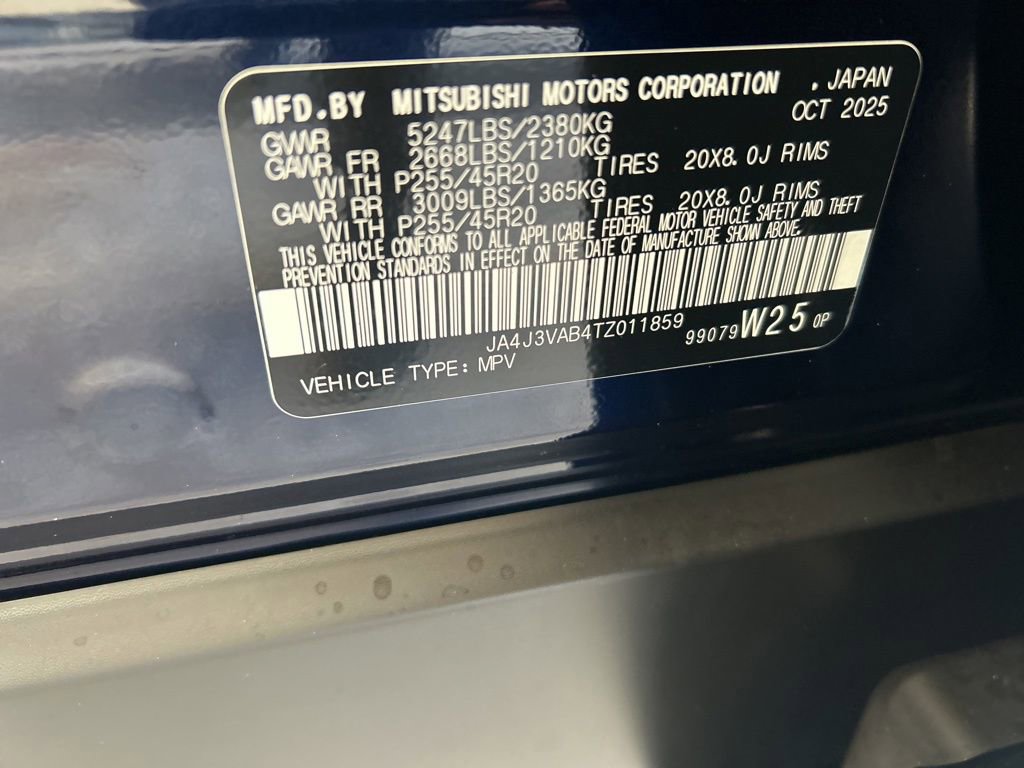 MFD.BY MITSUBISHI MOTORS CORPORATION . JAPAN
OCT 2025
GVWR 5247LBS/2380KG
GAWR FR 2668LBS/1210KG
WITH P255/45R20 TIRES 20X8.0J RIMS
GAWR RR 3009LBS/1365KG
WITH P255/45R20 TIRES 20X8.0J RIMS
THIS VEHICLE CONFORMS TO ALL APPLICABLE FEDERAL MOTOR VEHICLE SAFETY AND THEFT
PREVENTION STANDARDS IN EFFECT ON THE DATE OF MANUFACTURE SHOWN ABOVE.
JA4J3VAB4TZ011859
99079 W25 0P
VEHICLE TYPE: MPV